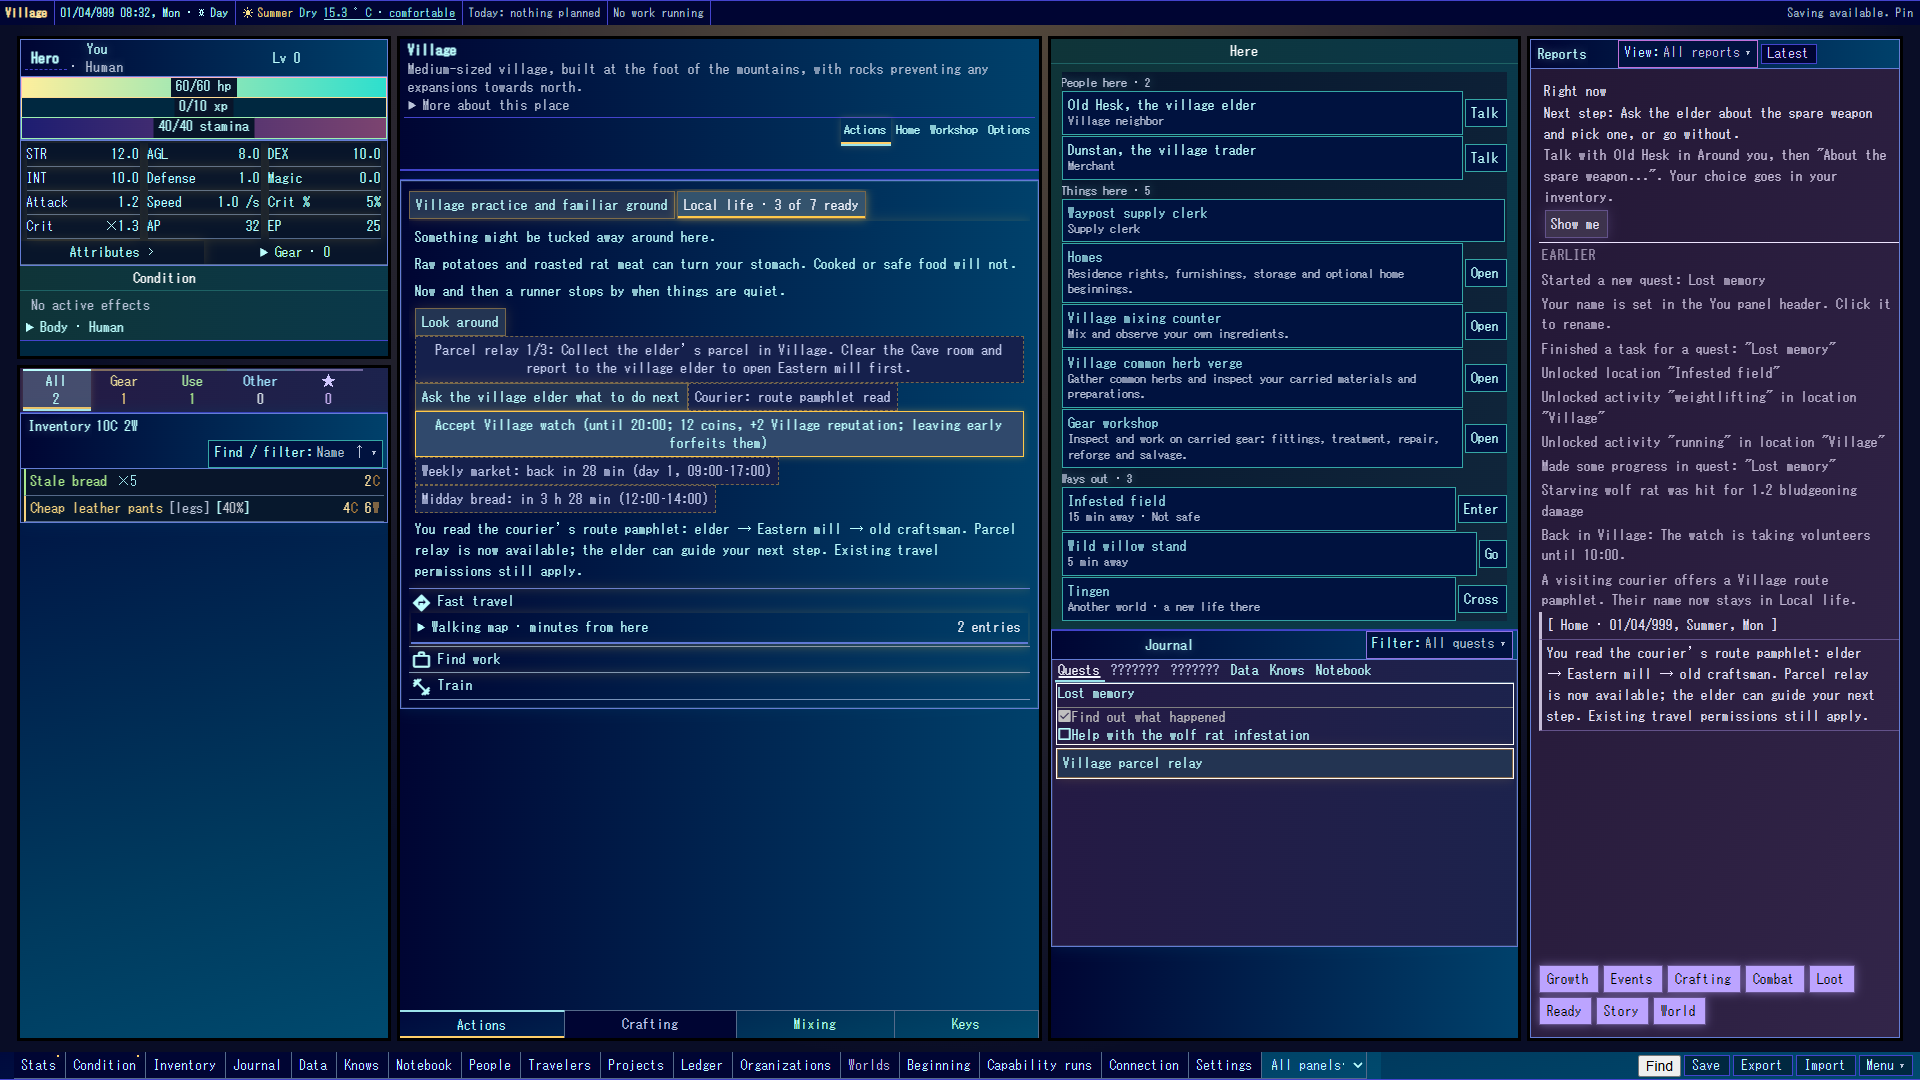 Village 01/04/999 08:32, Mon · ☀ Day ☀ Summer Dry 15.3 ° C · comfortable Today: nothing planned No work running Saving available. Pin
Hero · You Human Lv 0
60/60 hp
0/10 xp
40/40 stamina
STR 12.0 AGL 8.0 DEX 10.0
INT 10.0 Defense 1.0 Magic 0.0
Attack 1.2 Speed 1.0 /s Crit % 5%
Crit ×1.3 AP 32 EP 25
Attributes > ▶ Gear · 0
Condition
No active effects
▶ Body · Human
All Gear Use Other ★
2 1 1 0 0
Inventory 10C 2W
Find / filter: Name ↑ ▾
Stale bread ×5 2C
Cheap leather pants [legs] [40%] 4C 6W
Village
Medium-sized village, built at the foot of the mountains, with rocks preventing any
expansions towards north.
▶ More about this place
Actions Home Workshop Options
Village practice and familiar ground Local life · 3 of 7 ready
Something might be tucked away around here.
Raw potatoes and roasted rat meat can turn your stomach. Cooked or safe food will not.
Now and then a runner stops by when things are quiet.
Look around
Parcel relay 1/3: Collect the elder's parcel in Village. Clear the Cave room and
report to the village elder to open Eastern mill first.
Ask the village elder what to do next Courier: route pamphlet read
Accept Village watch (until 20:00; 12 coins, +2 Village reputation; leaving early
forfeits them)
Weekly market: back in 28 min (day 1, 09:00-17:00)
Midday bread: in 3 h 28 min (12:00-14:00)
You read the courier's route pamphlet: elder → Eastern mill → old craftsman. Parcel
relay is now available; the elder can guide your next step. Existing travel
permissions still apply.
Fast travel
▶ Walking map · minutes from here 2 entries
Find work
Train
Actions Crafting Mixing Keys
Here
People here · 2
Old Hesk, the village elder
Village neighbor
Talk
Dunstan, the village trader
Merchant
Talk
Things here · 5
Waypost supply clerk
Supply clerk
Homes
Residence rights, furnishings, storage and optional home
beginnings.
Open
Village mixing counter
Mix and observe your own ingredients.
Open
Village common herb verge
Gather common herbs and inspect your carried materials and
preparations.
Open
Gear workshop
Inspect and work on carried gear: fittings, treatment, repair,
reforge and salvage.
Open
Ways out · 3
Infested field
15 min away · Not safe
Enter
Wild willow stand
5 min away
Go
Tingen
Another world · a new life there
Cross
Journal Filter: All quests ▾
Quests ??????? ??????? Data Knows Notebook
Lost memory
Find out what happened
Help with the wolf rat infestation
Village parcel relay
Reports View: All reports ▾ Latest
Right now
Next step: Ask the elder about the spare weapon
and pick one, or go without.
Talk with Old Hesk in Around you, then "About the
spare weapon...". Your choice goes in your
inventory.
Show me
EARLIER
Started a new quest: Lost memory
Your name is set in the You panel header. Click it
to rename.
Finished a task for a quest: "Lost memory"
Unlocked location "Infested field"
Unlocked activity "weightlifting" in location
"Village"
Unlocked activity "running" in location "Village"
Made some progress in quest: "Lost memory"
Starving wolf rat was hit for 1.2 bludgeoning
damage
Back in Village: The watch is taking volunteers
until 10:00.
A visiting courier offers a Village route
pamphlet. Their name now stays in Local life.
[ Home · 01/04/999, Summer, Mon ]
You read the courier's route pamphlet: elder
→ Eastern mill → old craftsman. Parcel relay
is now available; the elder can guide your next
step. Existing travel permissions still apply.
Growth Events Crafting Combat Loot
Ready Story World
Stats Condition Inventory Journal Data Knows Notebook People Travelers Projects Ledger Organizations Worlds Beginning Capability runs Connection Settings All panels Find Save Export Import Menu ▾